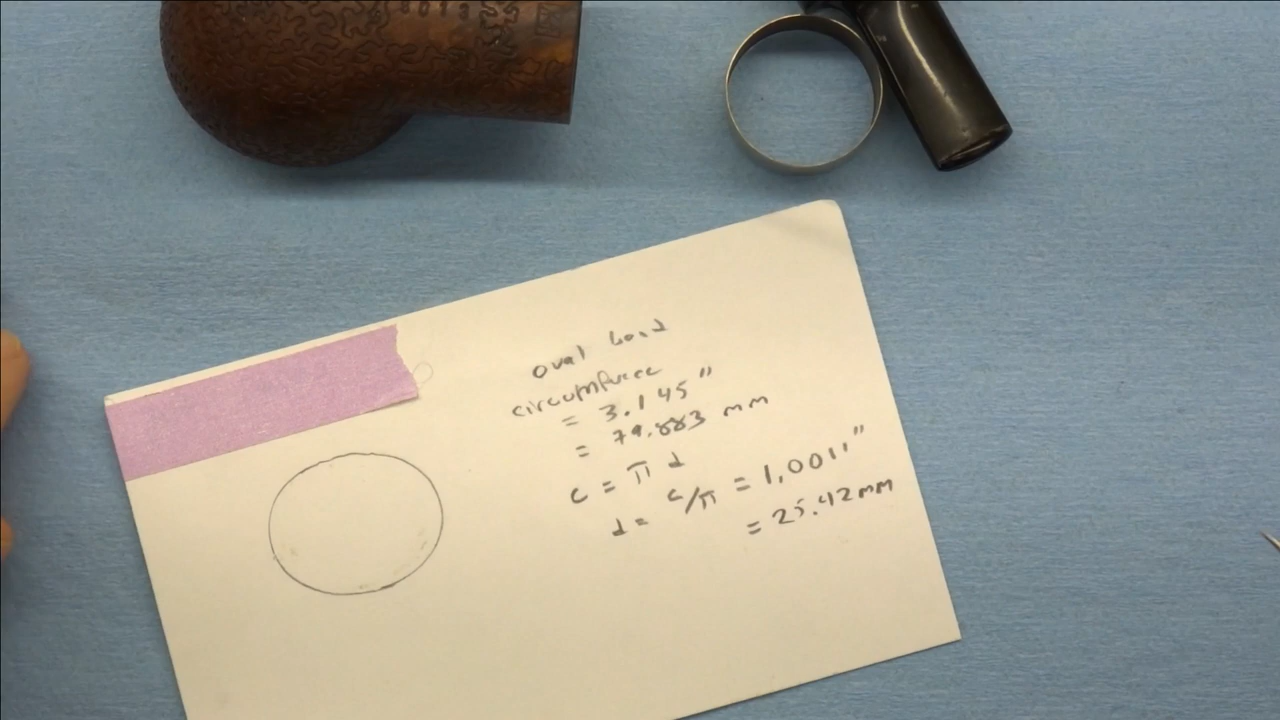 oval band
circumference
= 3.145"
= 79.883 mm
c = π d
d = c/π = 1.0011"
= 25.42mm